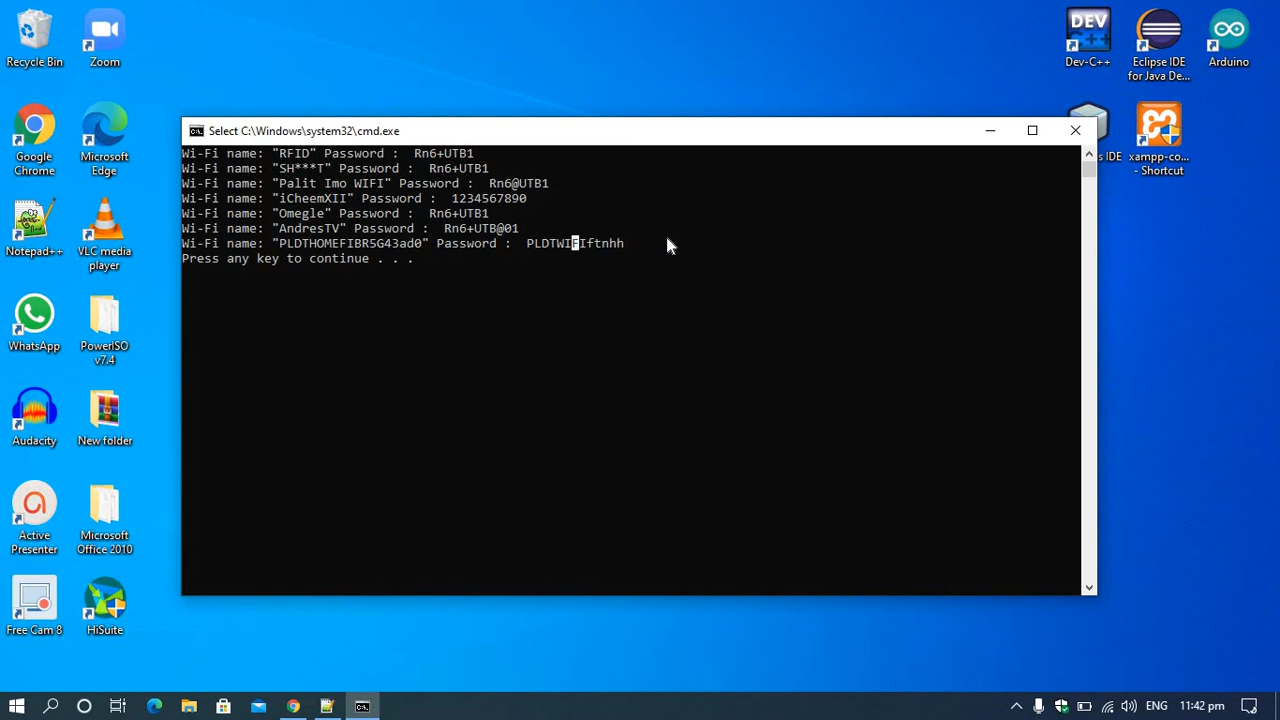 Recycle Bin
Zoom
DEV
C++
Dev-C++
Eclipse IDE
for Java De...
Arduino
Google
Chrome
Microsoft
Edge
IDE
xampp-co...
- Shortcut
Select C:\Windows\system32\cmd.exe
Wi-Fi name: "RFID" Password :  Rn6+UTB1
Wi-Fi name: "SH***T" Password :  Rn6+UTB1
Wi-Fi name: "Palit Imo WIFI" Password :  Rn6@UTB1
Wi-Fi name: "iCheemXII" Password :  1234567890
Wi-Fi name: "Omegle" Password :  Rn6+UTB1
Wi-Fi name: "AndresTV" Password :  Rn6+UTB@01
Wi-Fi name: "PLDTHOMEFIBR5G43ad0" Password :  PLDTWIFIftnhh
Press any key to continue . . .
Notepad++
VLC media
player
WhatsApp
PowerISO
v7.4
Audacity
New folder
Active
Presenter
Microsoft
Office 2010
Free Cam 8
HiSuite
ENG
11:42 pm